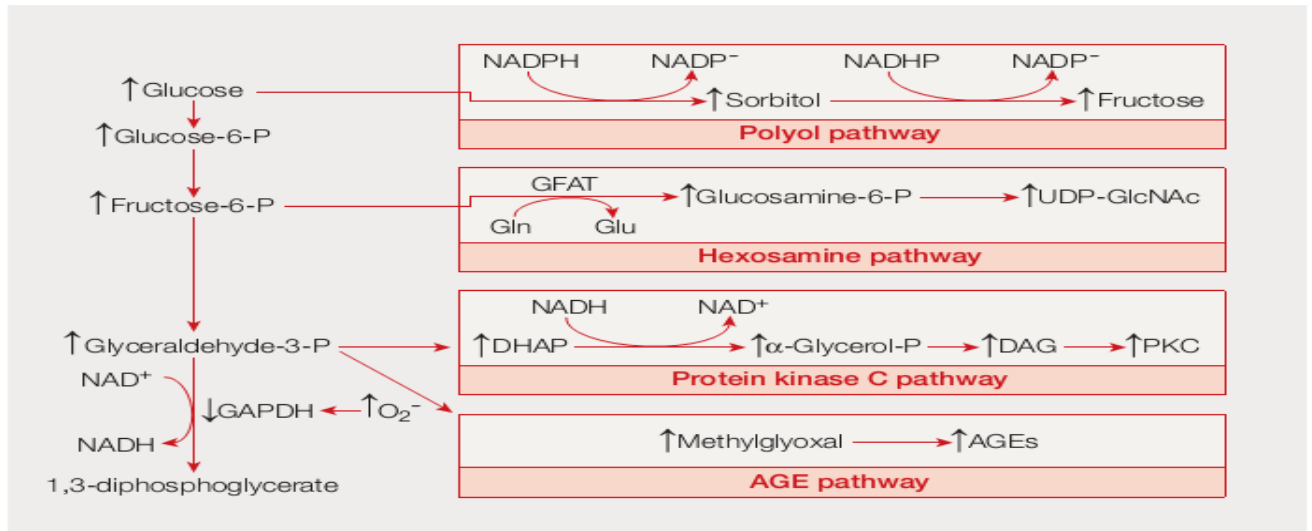 NADPH NADP⁻ NADHP NADP⁻
↑Glucose ↑Sorbitol ↑Fructose
↑Glucose-6-P
Polyol pathway
GFAT
↑Fructose-6-P ↑Glucosamine-6-P ↑UDP-GlcNAc
Gln Glu
Hexosamine pathway
NADH NAD⁺
↑Glyceraldehyde-3-P ↑DHAP ↑α-Glycerol-P ↑DAG ↑PKC
Protein kinase C pathway
NAD⁺
↓GAPDH ↑O₂⁻
NADH
↑Methylglyoxal ↑AGEs
AGE pathway
1,3-diphosphoglycerate